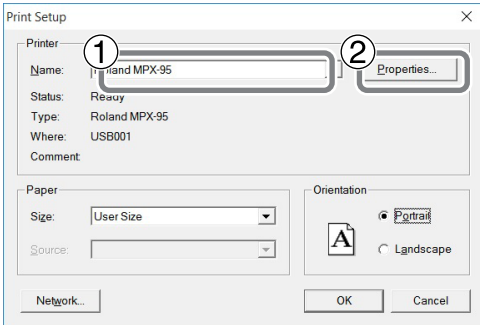 Print Setup
Printer
1
2
Name: Roland MPX-95
Properties...
Status: Ready
Type: Roland MPX-95
Where: USB001
Comment:
Paper
Size: User Size
Source:
Orientation
Portrait
A
Landscape
Network...
OK
Cancel